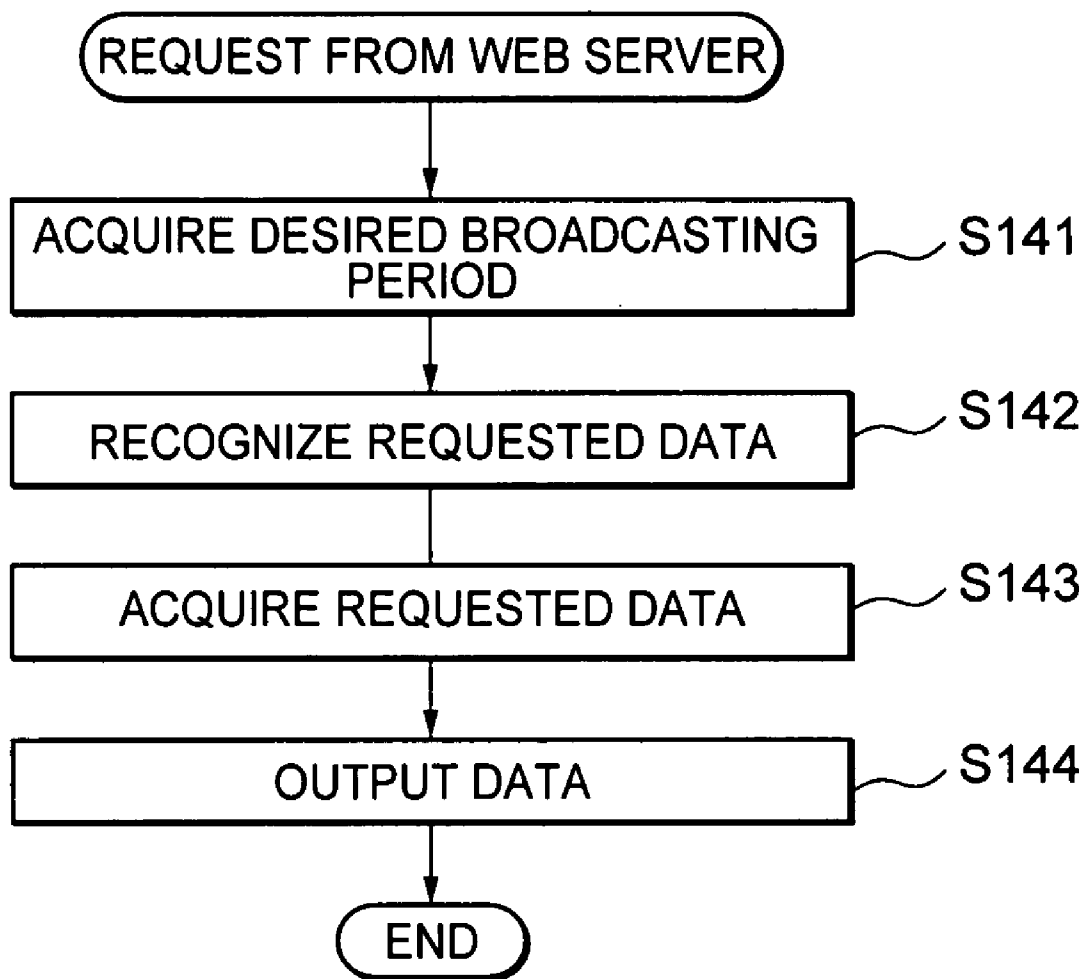 REQUEST FROM WEB SERVER
ACQUIRE DESIRED BROADCASTING
PERIOD
S141
RECOGNIZE REQUESTED DATA
S142
ACQUIRE REQUESTED DATA
S143
OUTPUT DATA
S144
END